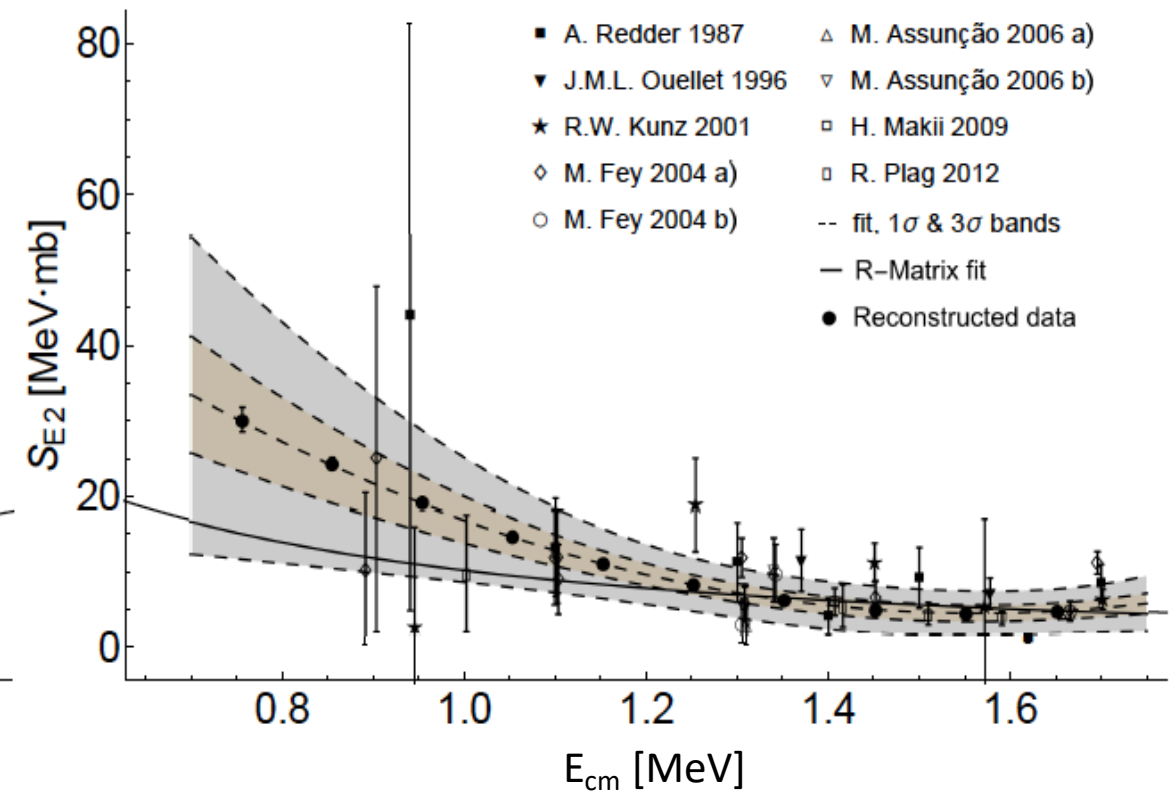 A. Redder 1987
J.M.L. Ouellet 1996
R.W. Kunz 2001
M. Fey 2004 a)
M. Fey 2004 b)
M. Assunção 2006 a)
M. Assunção 2006 b)
H. Makii 2009
R. Plag 2012
fit, 1σ & 3σ bands
R−Matrix fit
Reconstructed data
S_E2 [MeV·mb]
80
60
40
20
0
0.8 1.0 1.2 1.4 1.6
E_cm [MeV]